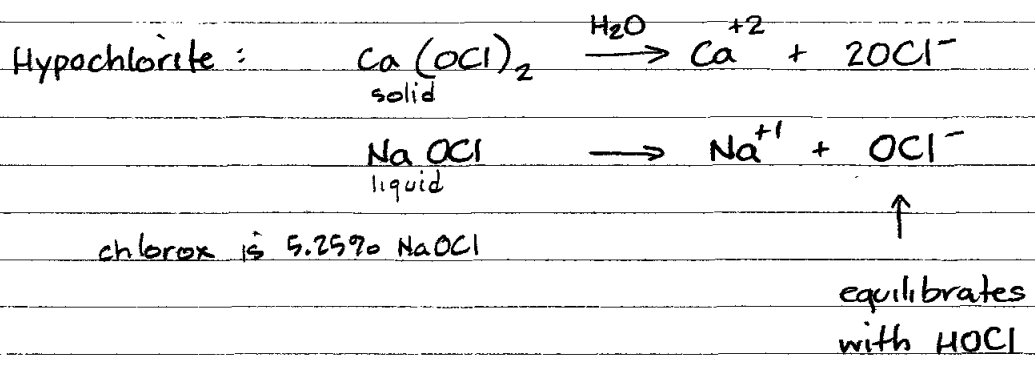 Hypochlorite : Ca (OCl)₂ H₂O ⟶ Ca⁺² + 2OCl⁻
solid
Na OCl ⟶ Na⁺¹ + OCl⁻
liquid
↑
chlorox is 5.25% NaOCl
equilibrates
with HOCl